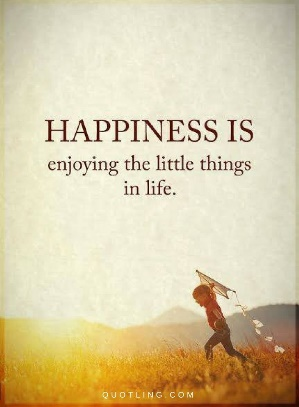 HAPPINESS IS
enjoying the little things
in life.
QUOTLING.COM